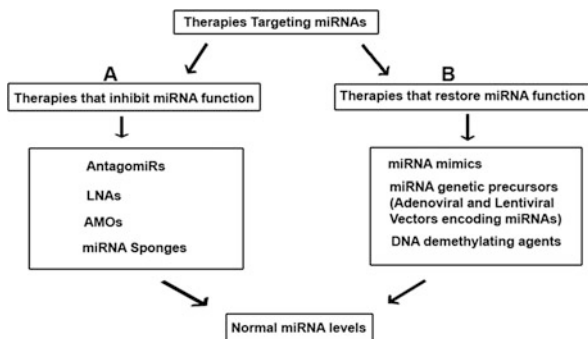 Therapies Targeting miRNAs
A
B
Therapies that inhibit miRNA function
Therapies that restore miRNA function
AntagomiRs
LNAs
AMOs
miRNA Sponges
miRNA mimics
miRNA genetic precursors
(Adenoviral and Lentiviral
Vectors encoding miRNAs)
DNA demethylating agents
Normal miRNA levels